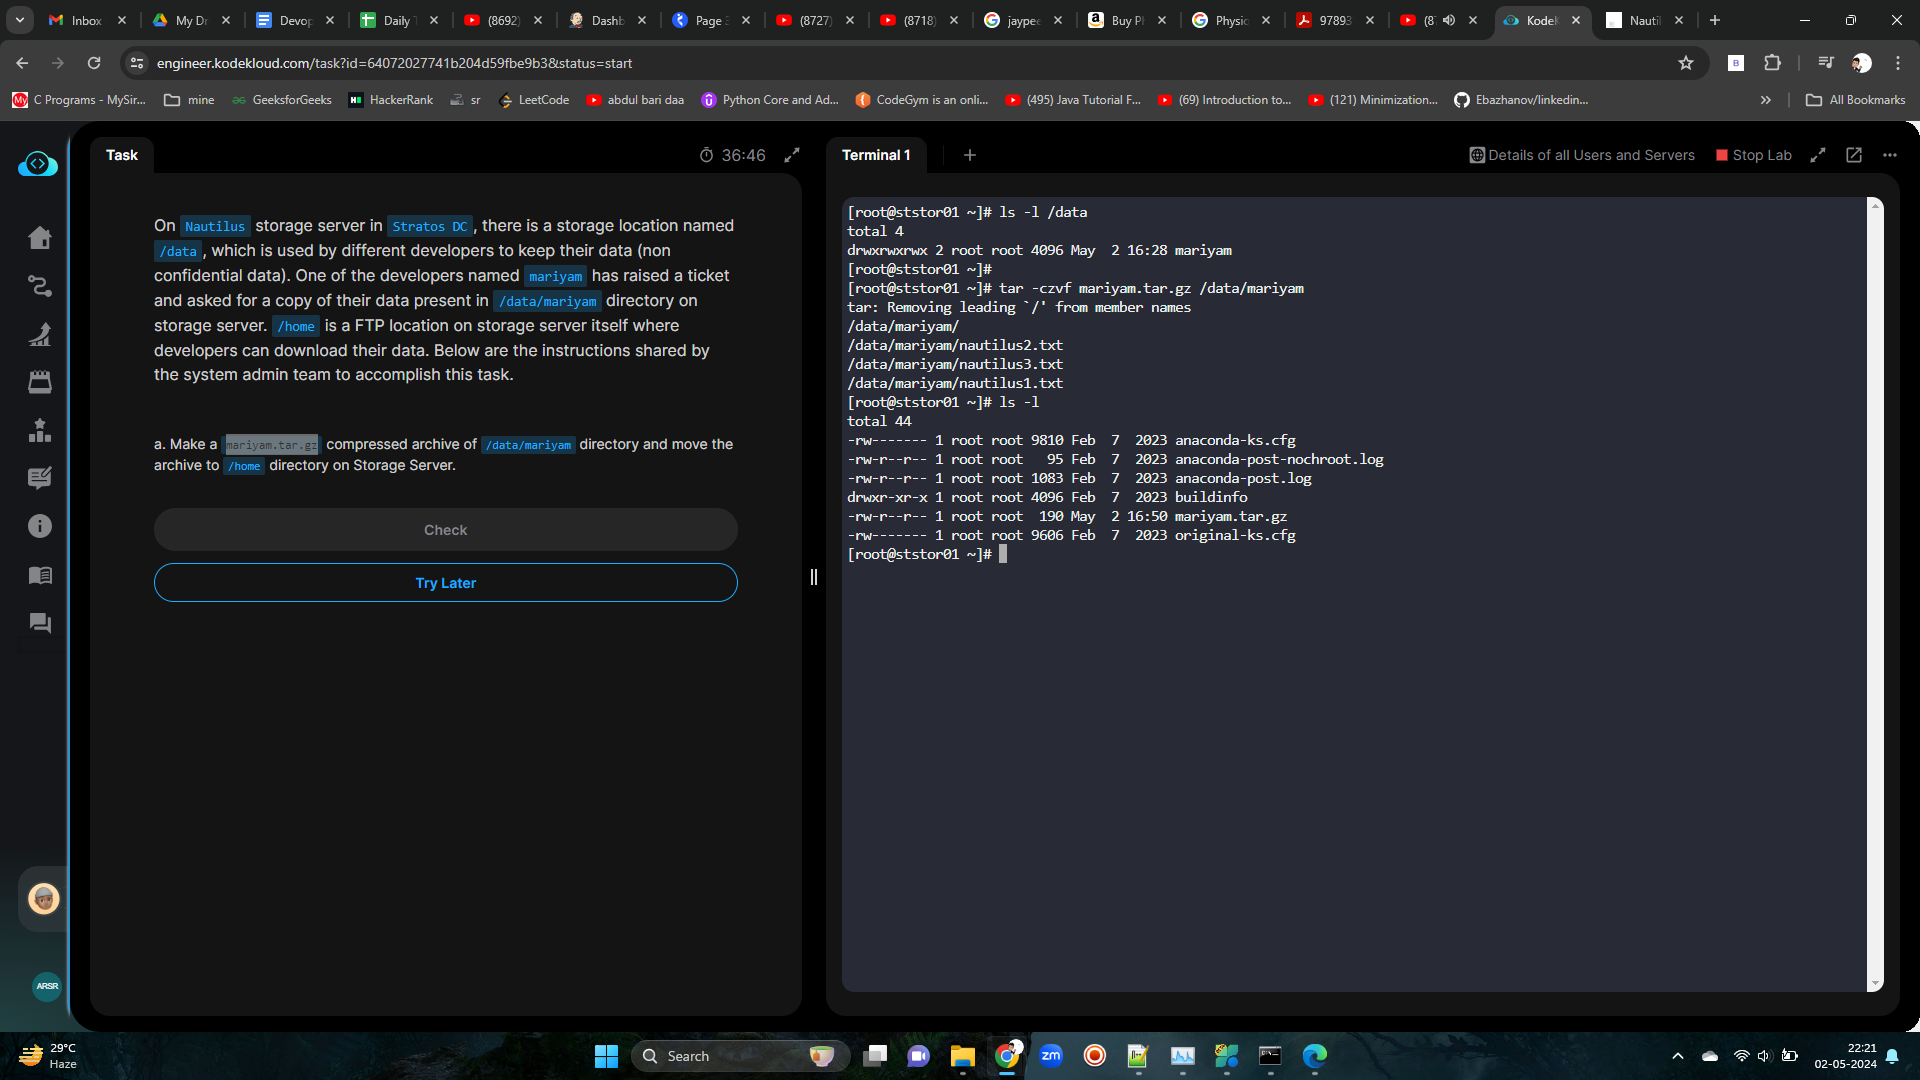 Inbox
My Dr
Devop
Daily T
(8692)
Dashb
Page 3
(8727)
(8718)
jaypee
Buy Pl
Physic
97893
(87
KodeK
Nautil
engineer.kodekloud.com/task?id=64072027741b204d59fbe9b3&status=start
C Programs - MySir...
mine
GeeksforGeeks
HackerRank
sr
LeetCode
abdul bari daa
Python Core and Ad...
CodeGym is an onli...
(495) Java Tutorial F...
(69) Introduction to...
(121) Minimization...
Ebazhanov/linkedin...
All Bookmarks
Task
36:46
On Nautilus storage server in Stratos DC, there is a storage location named
/data, which is used by different developers to keep their data (non
confidential data). One of the developers named mariyam has raised a ticket
and asked for a copy of their data present in /data/mariyam directory on
storage server. /home is a FTP location on storage server itself where
developers can download their data. Below are the instructions shared by
the system admin team to accomplish this task.
a. Make a mariyam.tar.gz compressed archive of /data/mariyam directory and move the
archive to /home directory on Storage Server.
Check
Try Later
ARSR
Terminal 1
Details of all Users and Servers
Stop Lab
[root@ststor01 ~]# ls -l /data
total 4
drwxrwxrwx 2 root root 4096 May  2 16:28 mariyam
[root@ststor01 ~]#
[root@ststor01 ~]# tar -czvf mariyam.tar.gz /data/mariyam
tar: Removing leading `/' from member names
/data/mariyam/
/data/mariyam/nautilus2.txt
/data/mariyam/nautilus3.txt
/data/mariyam/nautilus1.txt
[root@ststor01 ~]# ls -l
total 44
-rw------- 1 root root 9810 Feb  7  2023 anaconda-ks.cfg
-rw-r--r-- 1 root root   95 Feb  7  2023 anaconda-post-nochroot.log
-rw-r--r-- 1 root root 1083 Feb  7  2023 anaconda-post.log
drwxr-xr-x 1 root root 4096 Feb  7  2023 buildinfo
-rw-r--r-- 1 root root  190 May  2 16:50 mariyam.tar.gz
-rw------- 1 root root 9606 Feb  7  2023 original-ks.cfg
[root@ststor01 ~]#
29°C
Haze
Search
zm
22:21
02-05-2024